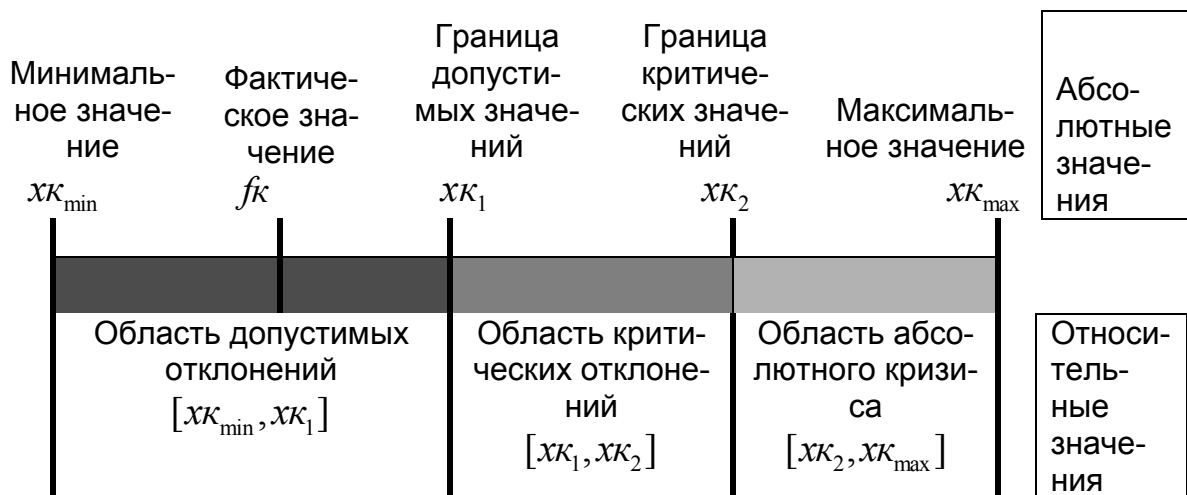 Минималь-
ное значе-
ние
xк_min
Фактиче-
ское зна-
чение
fк
Граница
допусти-
мых значе-
ний
xк_1
Граница
критиче-
ских значе-
ний
xк_2
Максималь-
ное значение
xк_max
Абсо-
лютные
значе-
ния
Область допустимых
отклонений
[xк_min, xк_1]
Область крити-
ческих отклоне-
ний
[xк_1, xк_2]
Область абсо-
лютного кризи-
са
[xк_2, xк_max]
Относи-
тель-
ные
значе-
ния